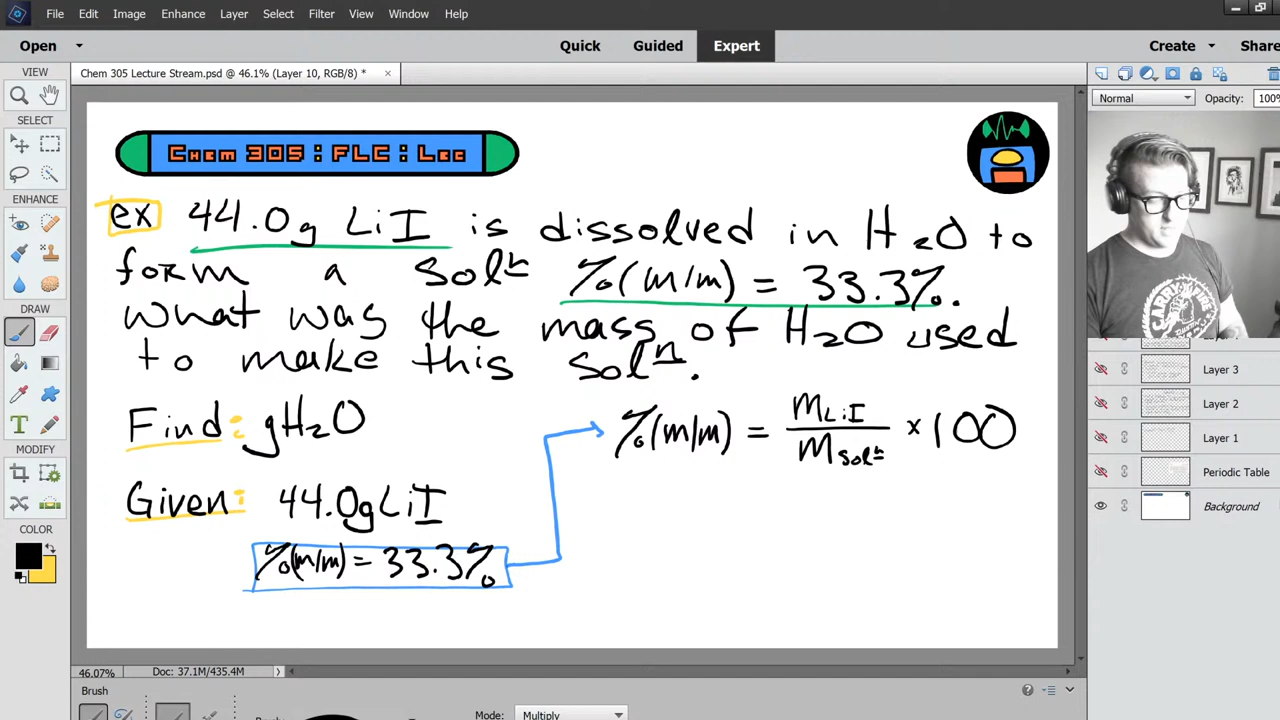 File Edit Image Enhance Layer Select Filter View Window Help
Open Quick Guided Expert Create Share
Chem 305 Lecture Stream.psd @ 46.1% (Layer 10, RGB/8) * ×
VIEW
SELECT
ENHANCE
DRAW
MODIFY
COLOR
Normal Opacity: 100%
Chem 305 : FLC : Lec
ex 44.0g LiI is dissolved in H₂O to
form a solⁿ %(m/m) = 33.3%.
What was the mass of H₂O used
to make this solⁿ.
Find: gH₂O
%(m/m) = mLiI / msolⁿ × 100
Given: 44.0gLiI
%(m/m) = 33.3%
Layer 3
Layer 2
Layer 1
Periodic Table
Background
46.07% Doc: 37.1M/435.4M
Brush
Mode: Multiply